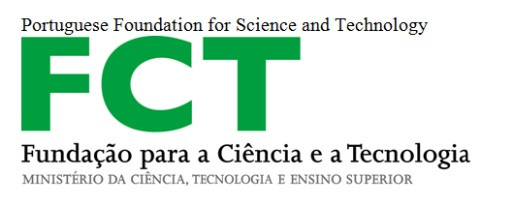 Portuguese Foundation for Science and Technology
FCT
Fundação para a Ciência e a Tecnologia
MINISTÉRIO DA CIÊNCIA, TECNOLOGIA E ENSINO SUPERIOR